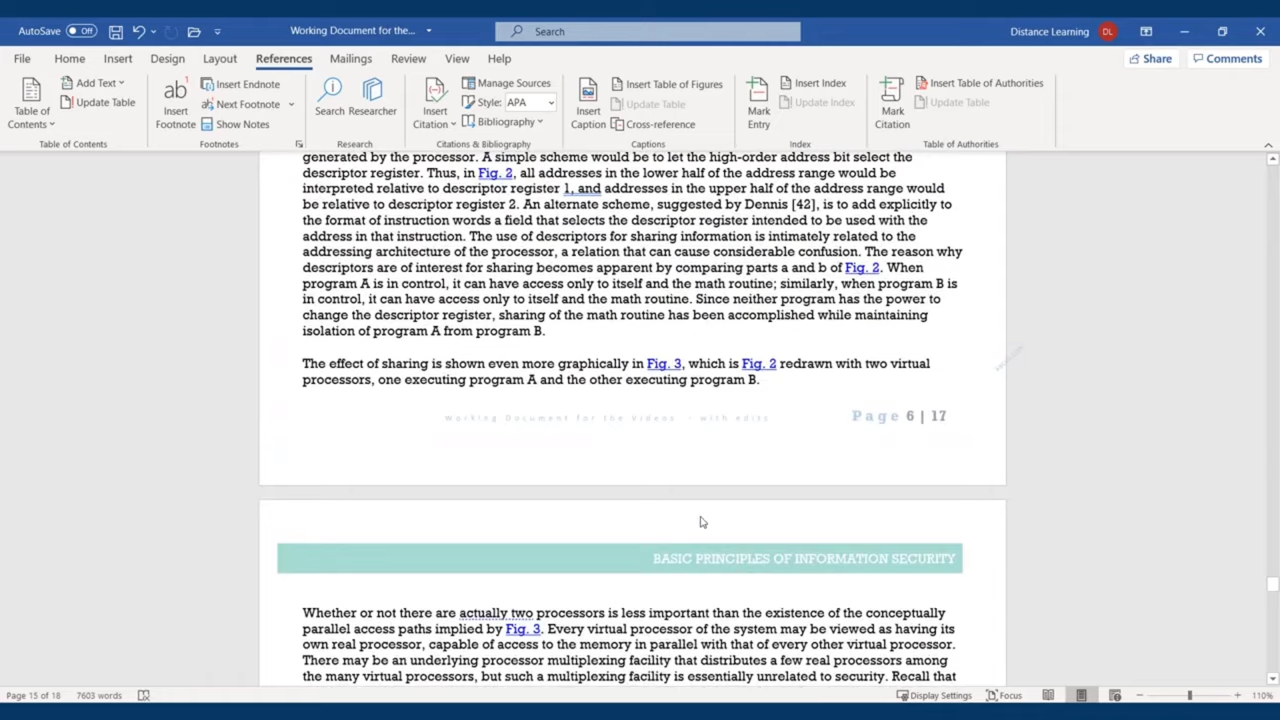 AutoSave Off Working Document for the... Search Distance Learning DL
File Home Insert Design Layout References Mailings Review View Help Share Comments
Table of Contents
Add Text
Update Table
Table of Contents
ab¹
Insert Footnote
Insert Endnote
Next Footnote
Show Notes
Footnotes
Search Researcher
Research
Insert Citation
Manage Sources
Style: APA
Bibliography
Citations & Bibliography
Insert Caption
Insert Table of Figures
Update Table
Cross-reference
Captions
Mark Entry
Insert Index
Update Index
Index
Mark Citation
Insert Table of Authorities
Update Table
Table of Authorities
generated by the processor. A simple scheme would be to let the high-order address bit select the
descriptor register. Thus, in Fig. 2, all addresses in the lower half of the address range would be
interpreted relative to descriptor register 1, and addresses in the upper half of the address range would
be relative to descriptor register 2. An alternate scheme, suggested by Dennis [42], is to add explicitly to
the format of instruction words a field that selects the descriptor register intended to be used with the
address in that instruction. The use of descriptors for sharing information is intimately related to the
addressing architecture of the processor, a relation that can cause considerable confusion. The reason why
descriptors are of interest for sharing becomes apparent by comparing parts a and b of Fig. 2. When
program A is in control, it can have access only to itself and the math routine; similarly, when program B is
in control, it can have access only to itself and the math routine. Since neither program has the power to
change the descriptor register, sharing of the math routine has been accomplished while maintaining
isolation of program A from program B.
The effect of sharing is shown even more graphically in Fig. 3, which is Fig. 2 redrawn with two virtual
processors, one executing program A and the other executing program B.
Working Document for the Videos - with edits Page 6 | 17
BASIC PRINCIPLES OF INFORMATION SECURITY
Whether or not there are actually two processors is less important than the existence of the conceptually
parallel access paths implied by Fig. 3. Every virtual processor of the system may be viewed as having its
own real processor, capable of access to the memory in parallel with that of every other virtual processor.
There may be an underlying processor multiplexing facility that distributes a few real processors among
the many virtual processors, but such a multiplexing facility is essentially unrelated to security. Recall that
Page 15 of 18 7603 words Display Settings Focus 110%